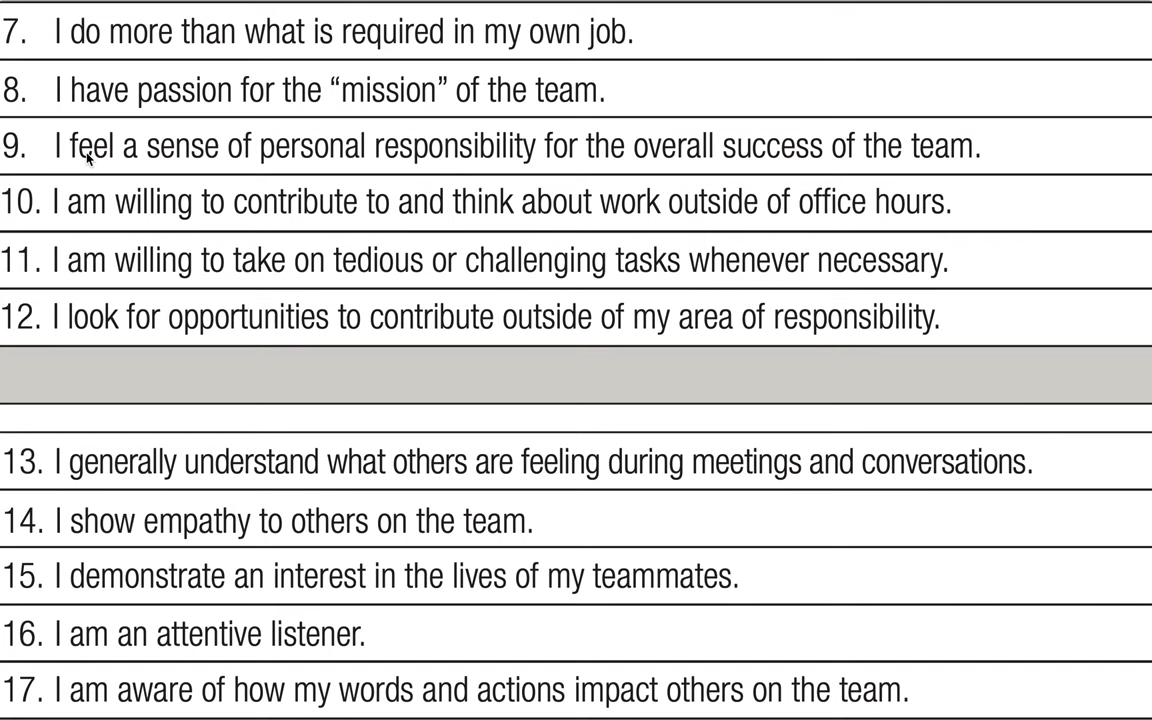 7. I do more than what is required in my own job.
8. I have passion for the “mission” of the team.
9. I feel a sense of personal responsibility for the overall success of the team.
10. I am willing to contribute to and think about work outside of office hours.
11. I am willing to take on tedious or challenging tasks whenever necessary.
12. I look for opportunities to contribute outside of my area of responsibility.
13. I generally understand what others are feeling during meetings and conversations.
14. I show empathy to others on the team.
15. I demonstrate an interest in the lives of my teammates.
16. I am an attentive listener.
17. I am aware of how my words and actions impact others on the team.